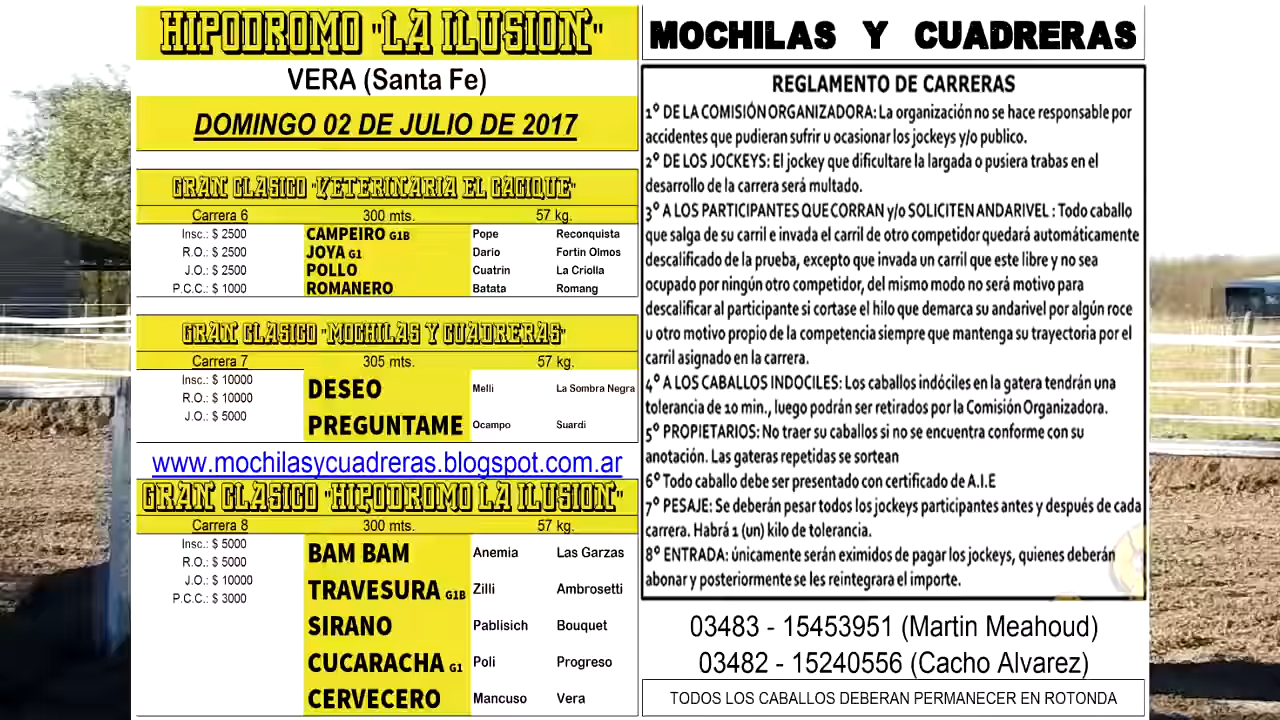 HIPODROMO "LA ILUSION"
VERA (Santa Fe)
DOMINGO 02 DE JULIO DE 2017
GRAN CLASICO "VETERINARIA EL CACIQUE"
Carrera 6 300 mts. 57 kg.
Insc.: $ 2500 CAMPEIRO G1B Pope Reconquista
R.O.: $ 2500 JOYA G1 Dario Fortin Olmos
J.O.: $ 2500 POLLO Cuatrin La Criolla
P.C.C.: $ 1000 ROMANERO Batata Romang
GRAN CLASICO "MOCHILAS Y CUADRERAS"
Carrera 7 305 mts. 57 kg.
Insc.: $ 10000
R.O.: $ 10000
J.O.: $ 5000
DESEO Melli La Sombra Negra
PREGUNTAME Ocampo Suardi
www.mochilasycuadreras.blogspot.com.ar
GRAN CLASICO "HIPODROMO LA ILUSION"
Carrera 8 300 mts. 57 kg.
Insc.: $ 5000
R.O.: $ 5000
J.O.: $ 10000
P.C.C.: $ 3000
BAM BAM Anemia Las Garzas
TRAVESURA G1B Zilli Ambrosetti
SIRANO Pablisich Bouquet
CUCARACHA G1 Poli Progreso
CERVECERO Mancuso Vera
MOCHILAS Y CUADRERAS
REGLAMENTO DE CARRERAS
1º DE LA COMISIÓN ORGANIZADORA: La organización no se hace responsable por
accidentes que pudieran sufrir u ocasionar los jockeys y/o publico.
2º DE LOS JOCKEYS: El jockey que dificultare la largada o pusiera trabas en el
desarrollo de la carrera será multado.
3º A LOS PARTICIPANTES QUE CORRAN y/o SOLICITEN ANDARIVEL : Todo caballo
que salga de su carril e invada el carril de otro competidor quedará automáticamente
descalificado de la prueba, excepto que invada un carril que este libre y no sea
ocupado por ningún otro competidor, del mismo modo no será motivo para
descalificar al participante si cortase el hilo que demarca su andarivel por algún roce
u otro motivo propio de la competencia siempre que mantenga su trayectoria por el
carril asignado en la carrera.
4º A LOS CABALLOS INDOCILES: Los caballos indóciles en la gatera tendrán una
tolerancia de 10 min., luego podrán ser retirados por la Comisión Organizadora.
5º PROPIETARIOS: No traer su caballos si no se encuentra conforme con su
anotación. Las gateras repetidas se sortean
6º Todo caballo debe ser presentado con certificado de A.I.E
7º PESAJE: Se deberán pesar todos los jockeys participantes antes y después de cada
carrera. Habrá 1 (un) kilo de tolerancia.
8º ENTRADA: únicamente serán eximidos de pagar los jockeys, quienes deberán
abonar y posteriormente se les reintegrara el importe.
03483 - 15453951 (Martin Meahoud)
03482 - 15240556 (Cacho Alvarez)
TODOS LOS CABALLOS DEBERAN PERMANECER EN ROTONDA